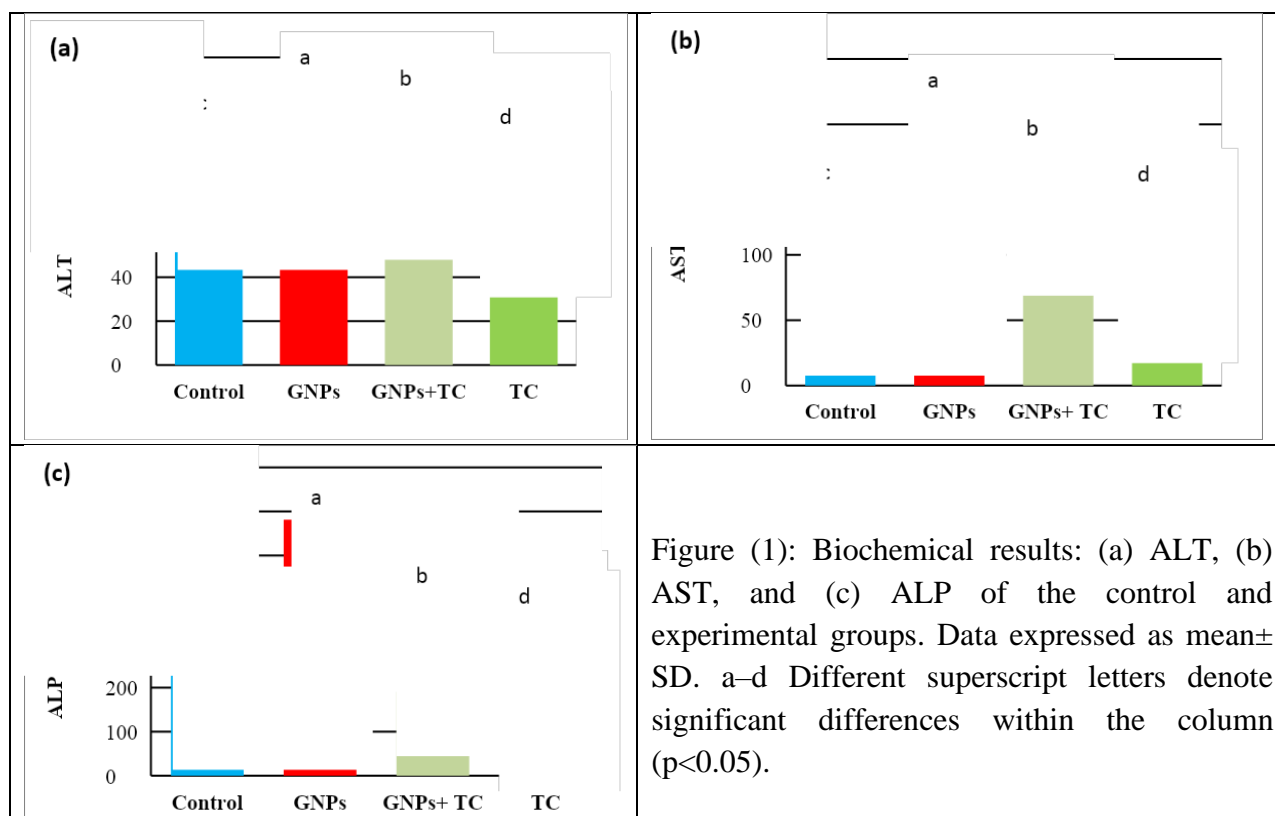 (a)
a
b
c
d
ALT
40
20
0
Control GNPs GNPs+TC TC
(b)
a
b
c
d
AST
100
50
0
Control GNPs GNPs+ TC TC
(c)
a
b
d
ALP
200
100
0
Control GNPs GNPs+ TC TC
Figure (1): Biochemical results: (a) ALT, (b)
AST, and (c) ALP of the control and
experimental groups. Data expressed as mean±
SD. a–d Different superscript letters denote
significant differences within the column
(p<0.05).